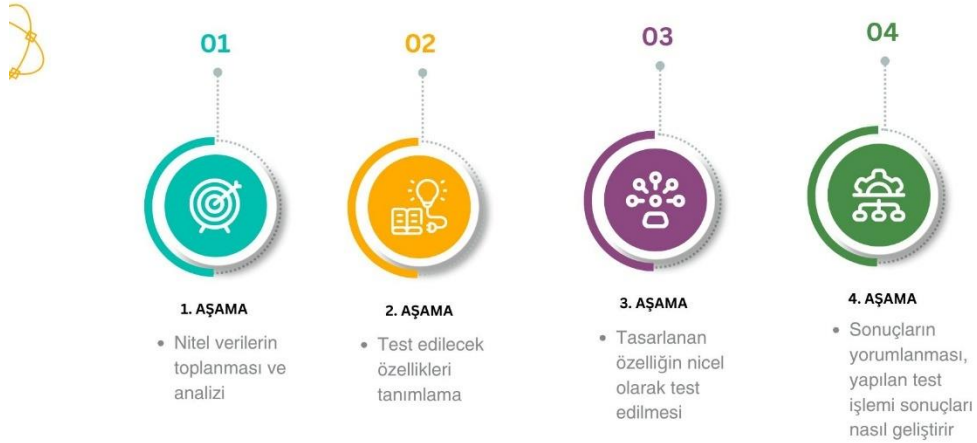 01
1. AŞAMA
• Nitel verilerin
toplanması ve
analizi
02
2. AŞAMA
• Test edilecek
özellikleri
tanımlama
03
3. AŞAMA
• Tasarlanan
özelliğin nicel
olarak test
edilmesi
04
4. AŞAMA
• Sonuçların
yorumlanması,
yapılan test
işlemi sonuçları
nasıl geliştirir